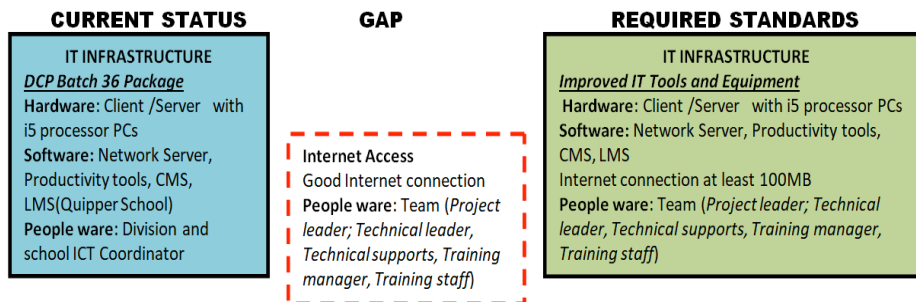 CURRENT STATUS
IT INFRASTRUCTURE
DCP Batch 36 Package
Hardware: Client /Server with
i5 processor PCs
Software: Network Server,
Productivity tools, CMS,
LMS(Quipper School)
People ware: Division and
school ICT Coordinator
GAP
Internet Access
Good Internet connection
People ware: Team (Project
leader; Technical leader,
Technical supports, Training
manager, Training staff)
REQUIRED STANDARDS
IT INFRASTRUCTURE
Improved IT Tools and Equipment
Hardware: Client /Server with i5 processor PCs
Software: Network Server, Productivity tools,
CMS, LMS
Internet connection at least 100MB
People ware: Team (Project leader; Technical
leader, Technical supports, Training manager,
Training staff)